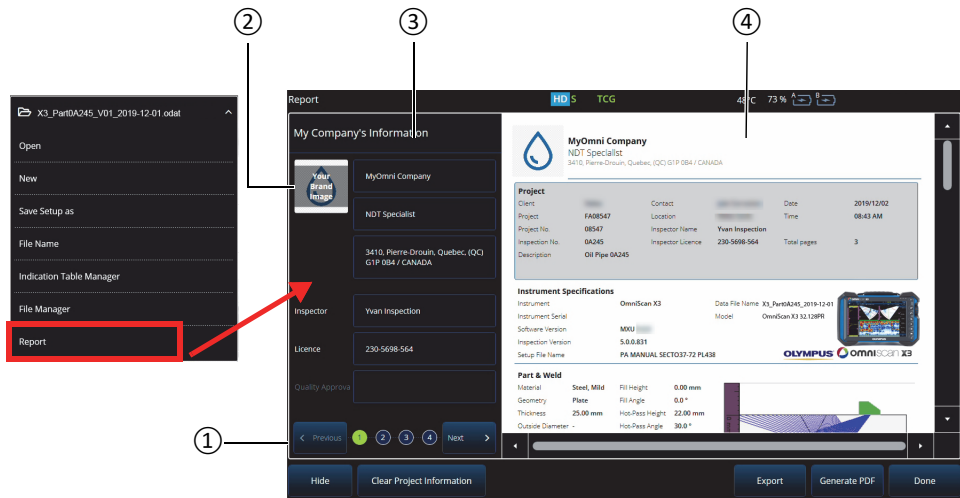 ②
③
④
X3_Part0A245_V01_2019-12-01.odat
Open
New
Save Setup as
File Name
Indication Table Manager
File Manager
Report
Report
HD S TCG
48°C 73 % A B
My Company's Information
Your
Brand
Image
MyOmni Company
NDT Specialist
3410, Pierre-Drouin, Quebec, (QC)
G1P 0B4 / CANADA
Inspector Yvan Inspection
Licence 230-5698-564
Quality Approva
①
Previous 1 2 3 4 Next
Hide
Clear Project Information
Export
Generate PDF
Done
MyOmni Company
NDT Specialist
3410, Pierre-Drouin, Quebec, (QC) G1P 0B4 / CANADA
Project
Client Contact Date 2019/12/02
Project FA08547 Location Time 08:43 AM
Project No. 08547 Inspector Name Yvan Inspection
Inspection No. 0A245 Inspector Licence 230-5698-564 Total pages 3
Description Oil Pipe 0A245
Instrument Specifications
Instrument OmniScan X3 Data File Name X3_Part0A245_2019-12-01
Instrument Serial Model OmniScan X3 32.128PR
Software Version MXU
Inspection Version 5.0.0.831
Setup File Name PA MANUAL SECTO37-72 PL438
OLYMPUS OMNISCAN X3
Part & Weld
Material Steel, Mild Fill Height 0.00 mm
Geometry Plate Fill Angle 0.0 °
Thickness 25.00 mm Hot-Pass Height 22.00 mm
Outside Diameter - Hot-Pass Angle 30.0 °